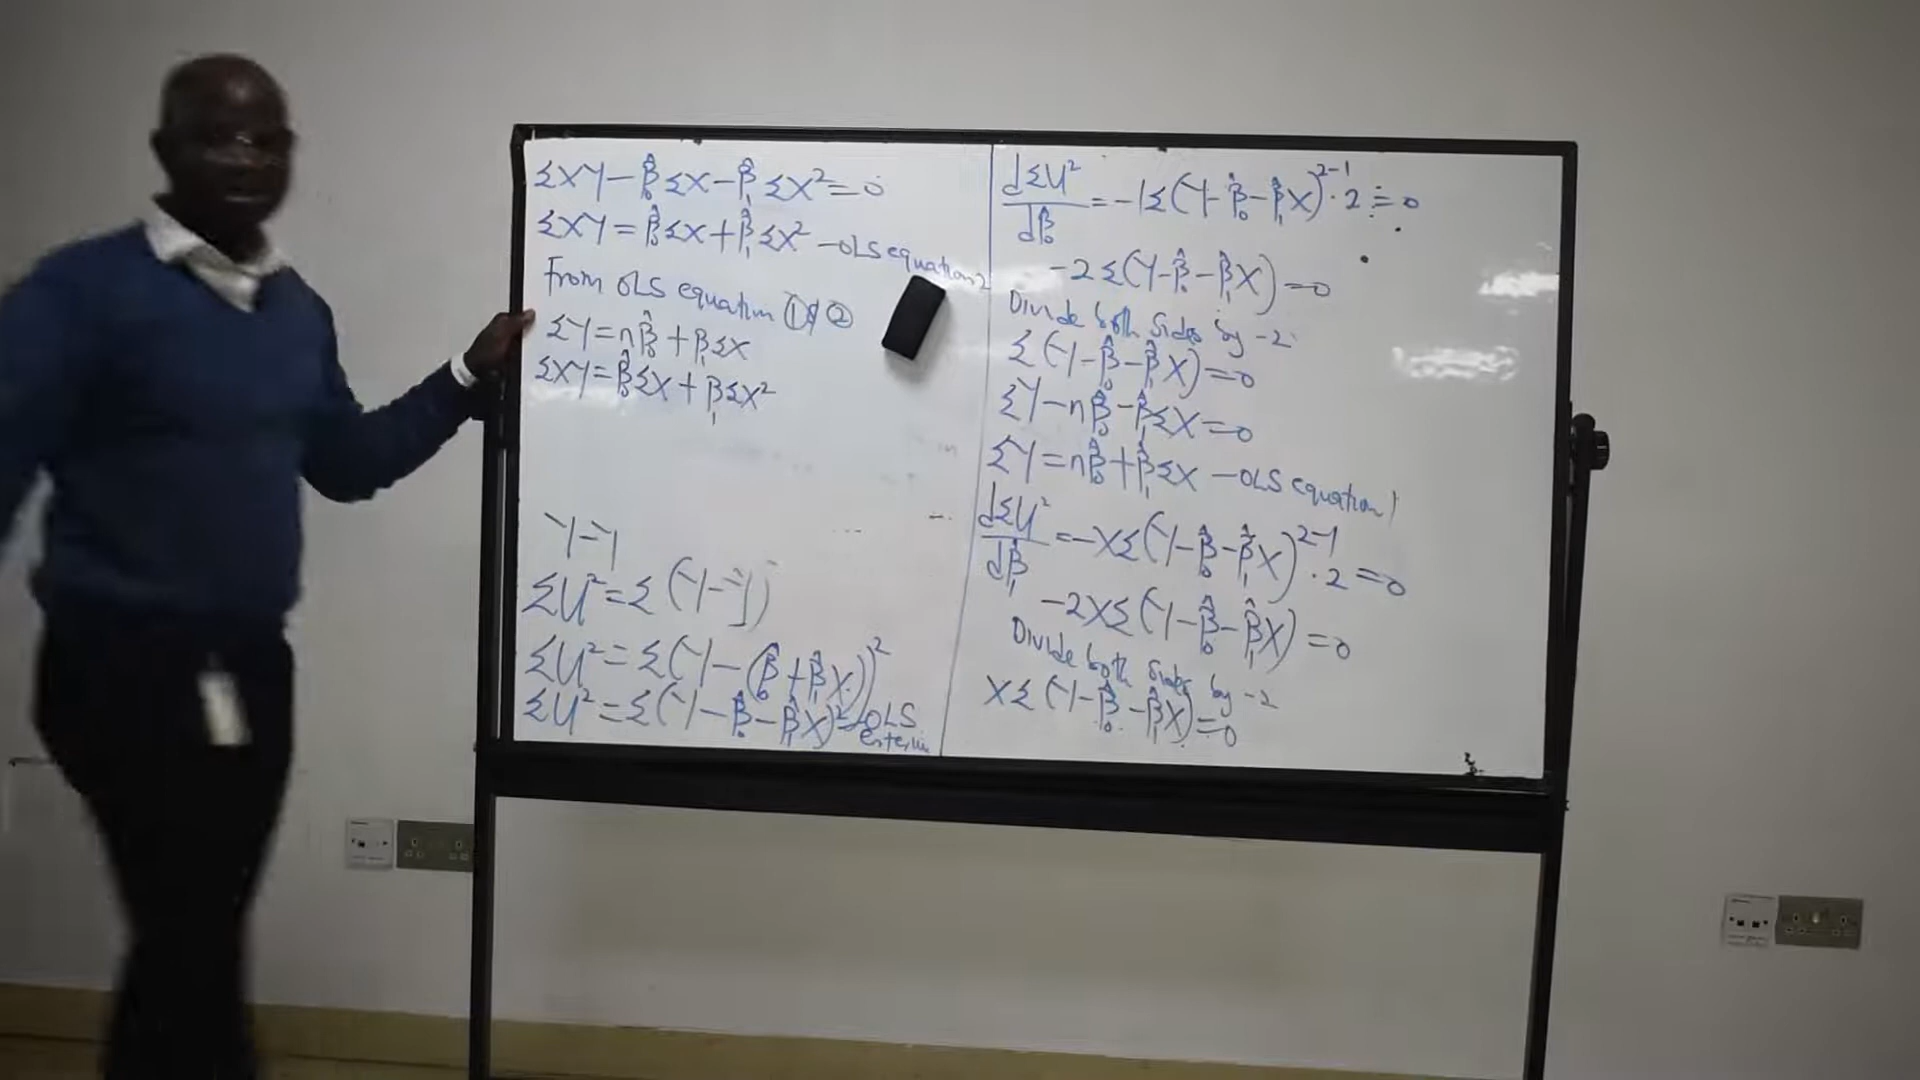 ΣXY-β̂₀ΣX-β̂₁ΣX²=0
ΣXY=β̂₀ΣX+β̂₁ΣX² -OLS equation 2
From OLS equation ① & ②
ΣY=nβ̂₀+β₁ΣX
ΣXY=β̂₀ΣX+β₁ΣX²
Y-Ŷ
ΣU²=Σ(Y-Ŷ)
ΣU²=Σ(Y-(β̂₀+β̂₁X))²
ΣU²=Σ(Y-β̂₀-β̂₁X)² -OLS
dΣU²/dβ̂₀=-1Σ(Y-β̂₀-β̂₁X)²⁻¹·2=0
-2Σ(Y-β̂₀-β̂₁X)=0
Divide both sides by -2
Σ(Y-β̂₀-β̂₁X)=0
ΣY-nβ̂₀-β̂₁ΣX=0
ΣY=nβ̂₀+β̂₁ΣX -OLS equation 1
dΣU²/dβ̂₁=-XΣ(Y-β̂₀-β̂₁X)²⁻¹·2=0
-2XΣ(Y-β̂₀-β̂₁X)=0
Divide both sides by -2
XΣ(Y-β̂₀-β̂₁X)=0